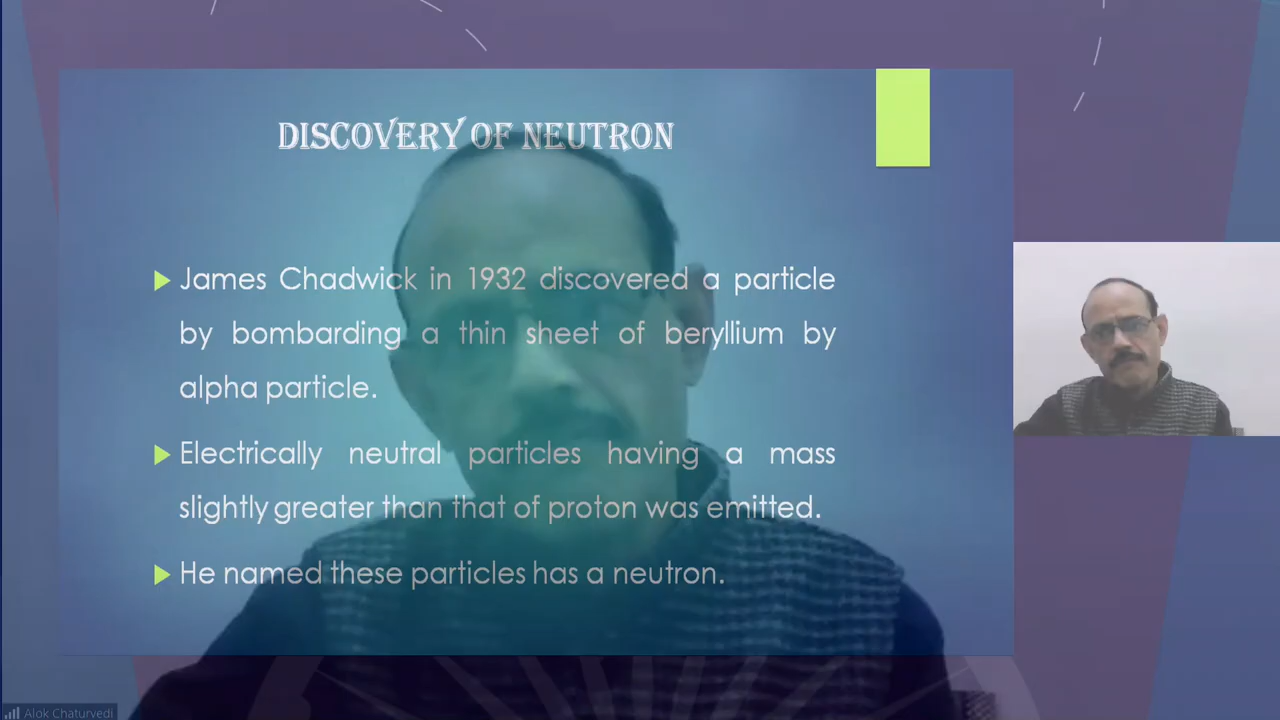 DISCOVERY OF NEUTRON
James Chadwick in 1932 discovered a particle
by bombarding a thin sheet of beryllium by
alpha particle.
Electrically neutral particles having a mass
slightly greater than that of proton was emitted.
He named these particles has a neutron.
Alok Chaturvedi